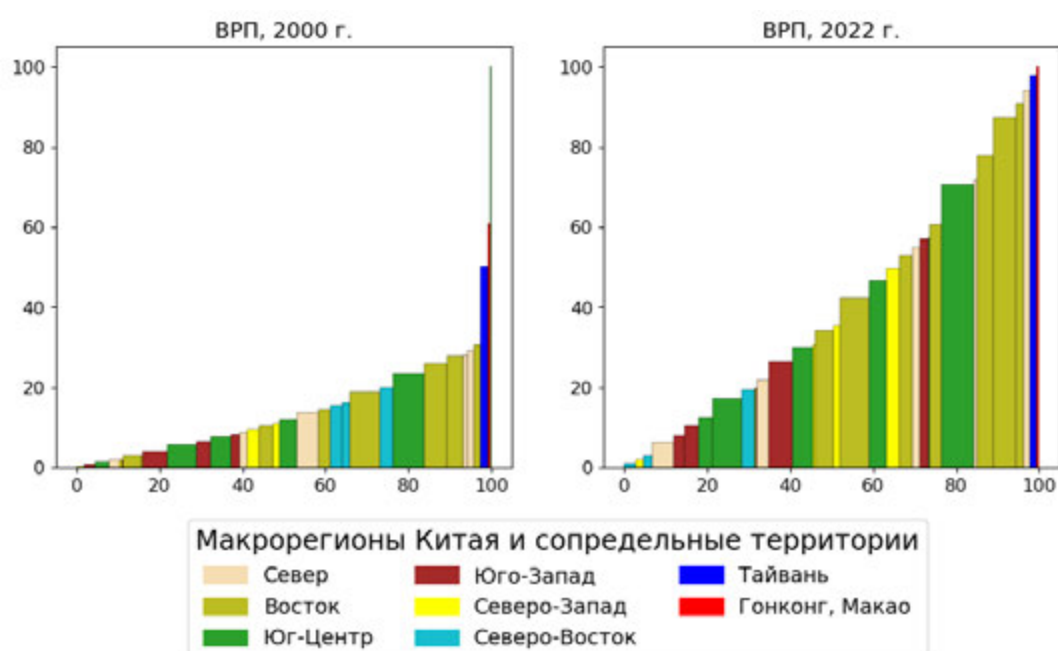 ВРП, 2000 г.
100
80
60
40
20
0
0 20 40 60 80 100
ВРП, 2022 г.
100
80
60
40
20
0
0 20 40 60 80 100
Макрорегионы Китая и сопредельные территории
Север Юго-Запад Тайвань
Восток Северо-Запад Гонконг, Макао
Юг-Центр Северо-Восток